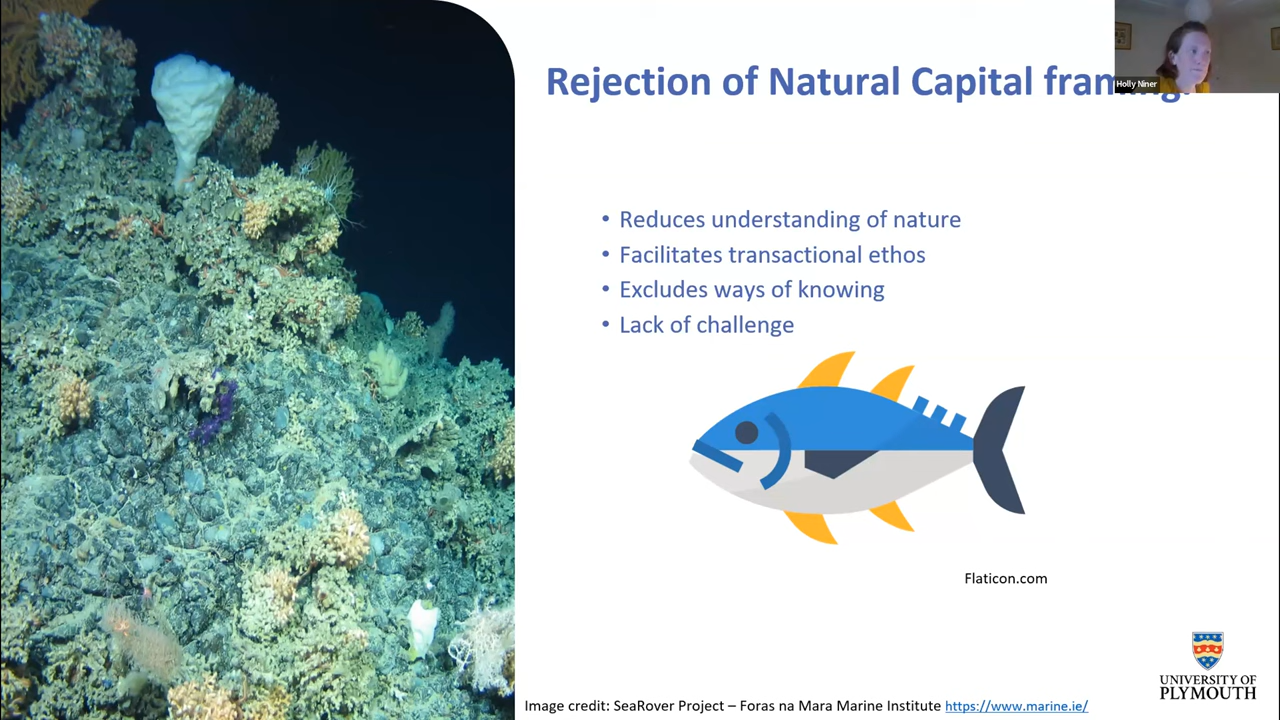 Rejection of Natural Capital framing
Holly Niner
• Reduces understanding of nature
• Facilitates transactional ethos
• Excludes ways of knowing
• Lack of challenge
Flaticon.com
UNIVERSITY OF
PLYMOUTH
Image credit: SeaRover Project – Foras na Mara Marine Institute https://www.marine.ie/